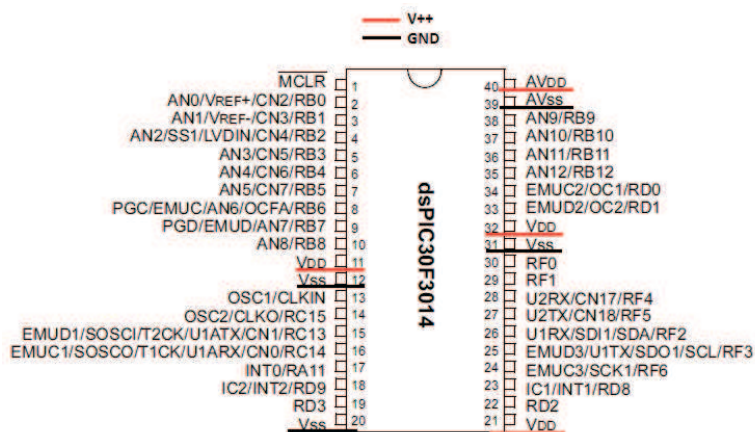 V++
GND
MCLR 1
AN0/VREF+/CN2/RB0 2
AN1/VREF-/CN3/RB1 3
AN2/SS1/LVDIN/CN4/RB2 4
AN3/CN5/RB3 5
AN4/CN6/RB4 6
AN5/CN7/RB5 7
PGC/EMUC/AN6/OCFA/RB6 8
PGD/EMUD/AN7/RB7 9
AN8/RB8 10
VDD 11
Vss 12
OSC1/CLKIN 13
OSC2/CLKO/RC15 14
EMUD1/SOSCI/T2CK/U1ATX/CN1/RC13 15
EMUC1/SOSCO/T1CK/U1ARX/CN0/RC14 16
INT0/RA11 17
IC2/INT2/RD9 18
RD3 19
Vss 20
dsPIC30F3014
40 AVDD
39 AVss
38 AN9/RB9
37 AN10/RB10
36 AN11/RB11
35 AN12/RB12
34 EMUC2/OC1/RD0
33 EMUD2/OC2/RD1
32 VDD
31 Vss
30 RF0
29 RF1
28 U2RX/CN17/RF4
27 U2TX/CN18/RF5
26 U1RX/SDI1/SDA/RF2
25 EMUD3/U1TX/SDO1/SCL/RF3
24 EMUC3/SCK1/RF6
23 IC1/INT1/RD8
22 RD2
21 VDD